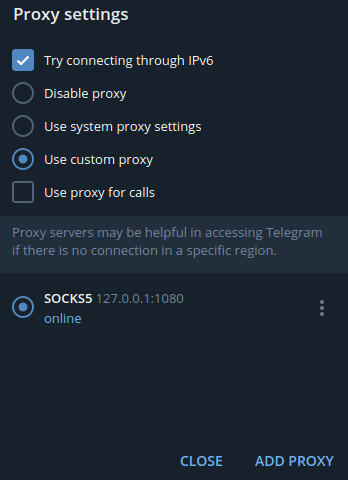 Proxy settings
Try connecting through IPv6
Disable proxy
Use system proxy settings
Use custom proxy
Use proxy for calls
Proxy servers may be helpful in accessing Telegram
if there is no connection in a specific region.
SOCKS5 127.0.0.1:1080
online
CLOSE ADD PROXY